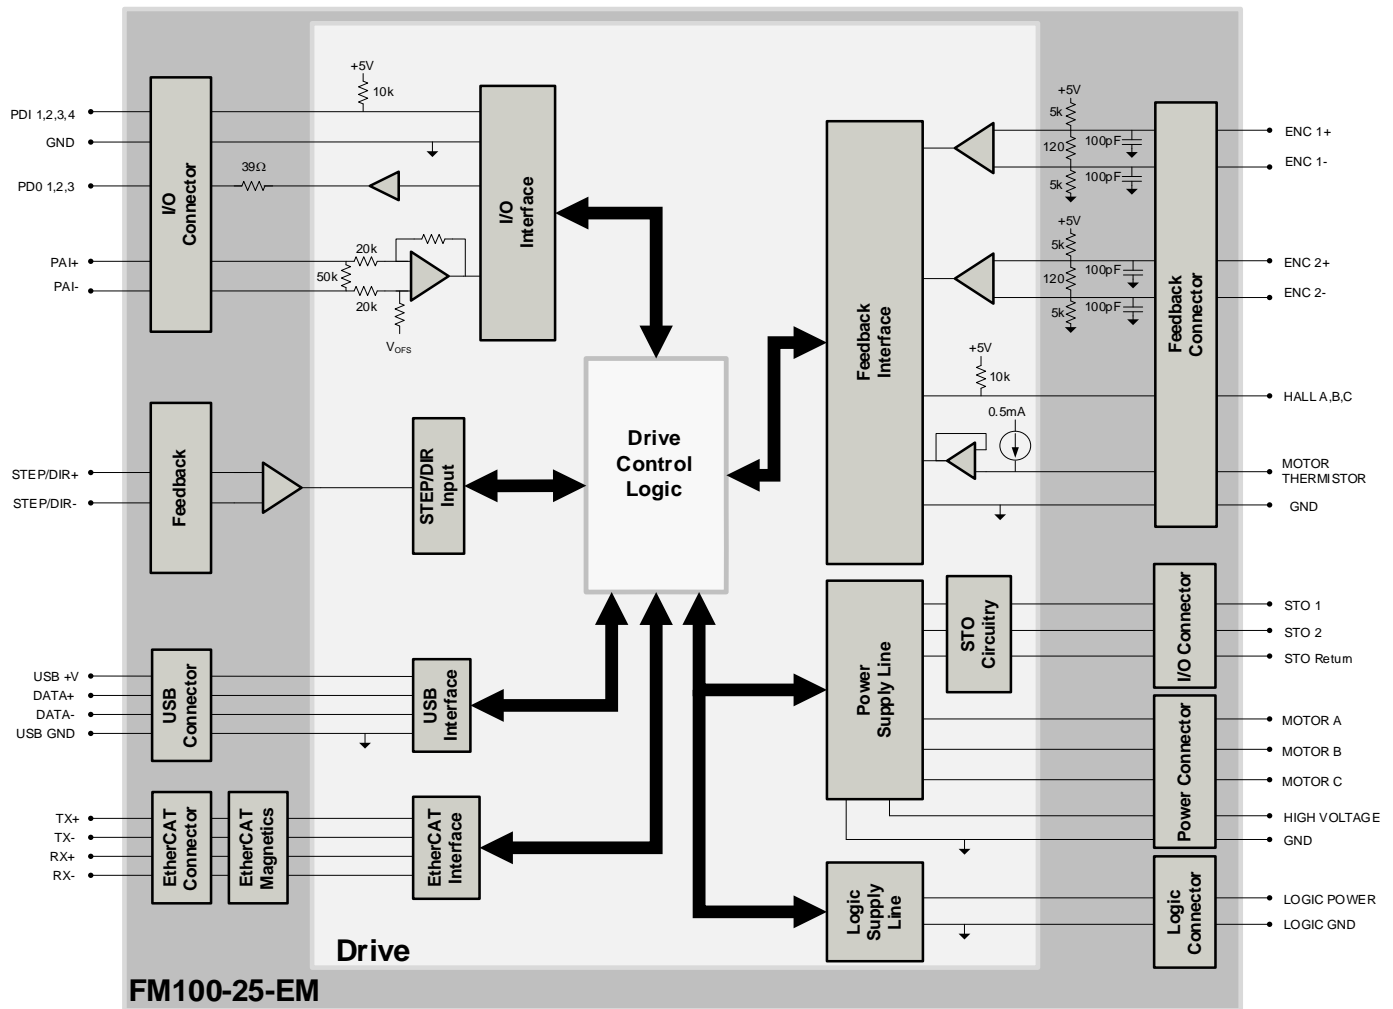 +5V
10k
PDI 1,2,3,4
GND
39Ω
PD0 1,2,3
I/O
Connector
I/O
Interface
PAI+
20k
50k
PAI-
20k
VOFS
+5V
5k
120
100pF
100pF
5k
ENC 1+
ENC 1-
+5V
5k
120
100pF
100pF
5k
ENC 2+
ENC 2-
Feedback
Interface
Feedback
Connector
+5V
10k
HALL A,B,C
0.5mA
MOTOR
THERMISTOR
GND
Drive
Control
Logic
STEP/DIR+
STEP/DIR-
Feedback
STEP/DIR
Input
STO
Circuitry
I/O Connector
STO 1
STO 2
STO Return
USB +V
DATA+
DATA-
USB GND
USB
Connector
USB
Interface
Power
Supply Line
Power Connector
MOTOR A
MOTOR B
MOTOR C
HIGH VOLTAGE
GND
TX+
TX-
RX+
RX-
EtherCAT
Connector
EtherCAT
Magnetics
EtherCAT
Interface
Logic
Supply
Line
Logic
Connector
LOGIC POWER
LOGIC GND
Drive
FM100-25-EM